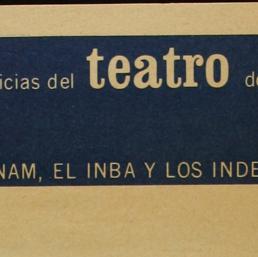 icias del teatro d
NAM, EL INBA Y LOS INDE